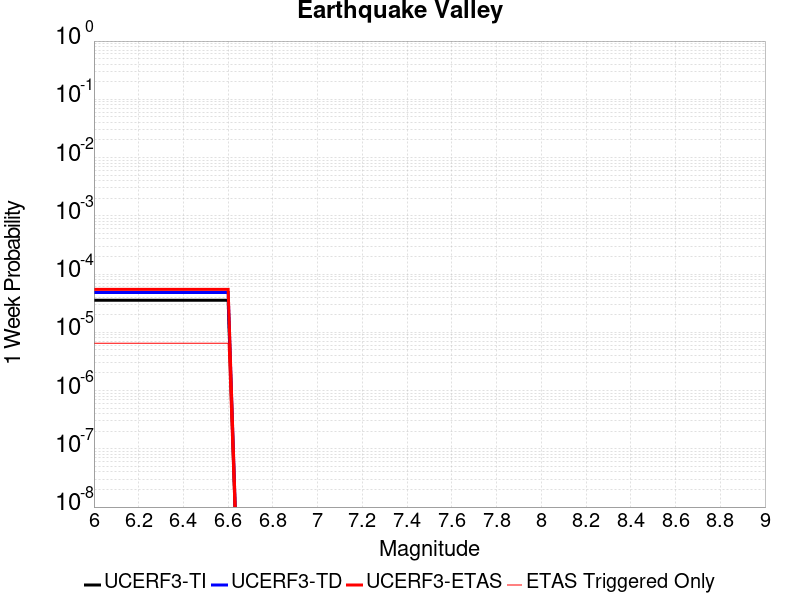 Earthquake Valley
10^0
10^-1
10^-2
10^-3
10^-4
10^-5
10^-6
10^-7
10^-8
1 Week Probability
6 6.2 6.4 6.6 6.8 7 7.2 7.4 7.6 7.8 8 8.2 8.4 8.6 8.8 9
Magnitude
UCERF3-TI UCERF3-TD UCERF3-ETAS ETAS Triggered Only